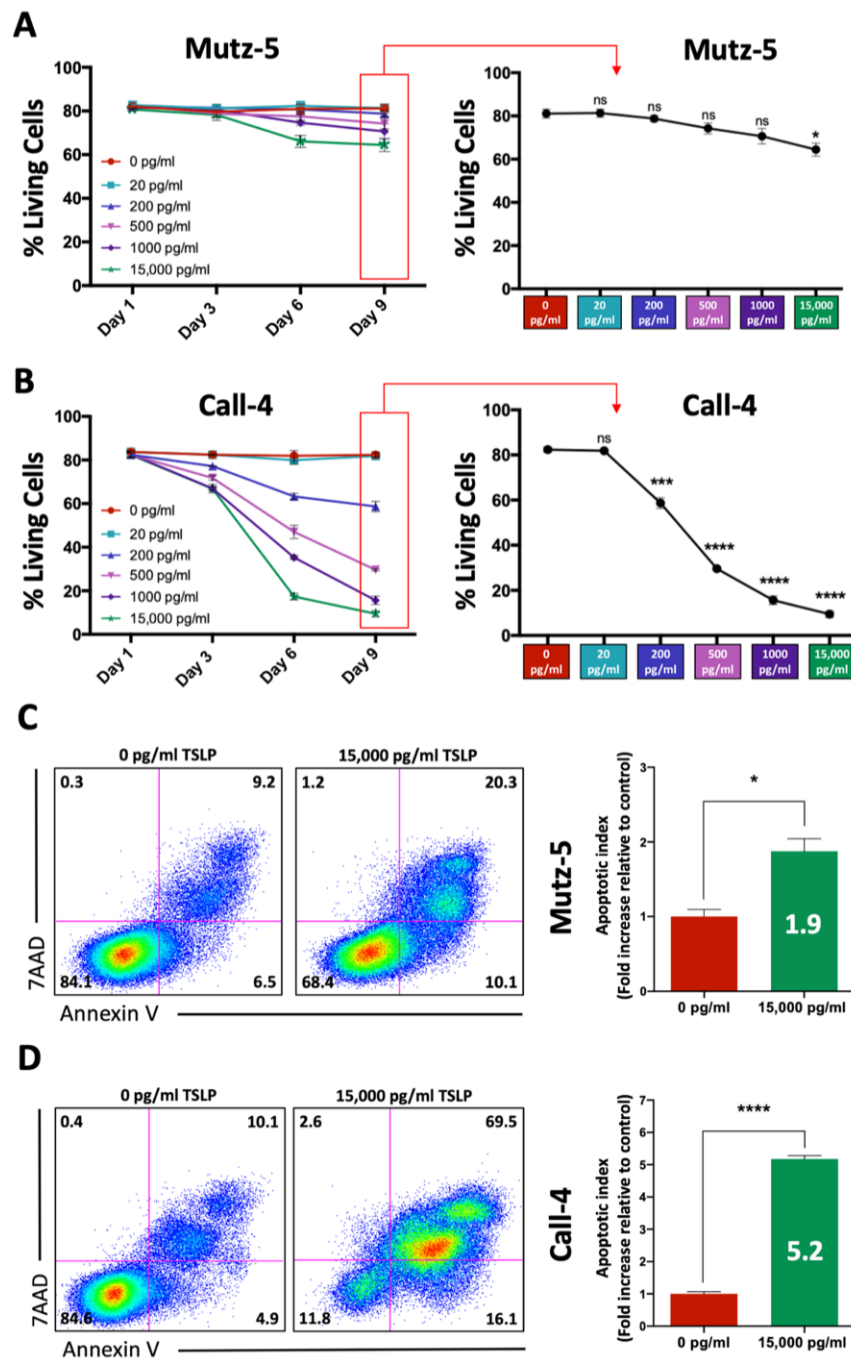 A
Mutz-5
% Living Cells
100
80
60
40
20
0
0 pg/ml
20 pg/ml
200 pg/ml
500 pg/ml
1000 pg/ml
15,000 pg/ml
Day 1
Day 3
Day 6
Day 9
Mutz-5
% Living Cells
100
80
60
40
20
0
ns
ns
ns
ns
*
0 pg/ml
20 pg/ml
200 pg/ml
500 pg/ml
1000 pg/ml
15,000 pg/ml
B
Call-4
% Living Cells
100
80
60
40
20
0
0 pg/ml
20 pg/ml
200 pg/ml
500 pg/ml
1000 pg/ml
15,000 pg/ml
Day 1
Day 3
Day 6
Day 9
Call-4
% Living Cells
100
80
60
40
20
0
ns
***
****
****
****
0 pg/ml
20 pg/ml
200 pg/ml
500 pg/ml
1000 pg/ml
15,000 pg/ml
C
0 pg/ml TSLP
0.3
9.2
84.1
6.5
15,000 pg/ml TSLP
1.2
20.3
68.4
10.1
7AAD
Annexin V
Mutz-5
Apoptotic index
(Fold increase relative to control)
3
2
1
0
*
1.9
0 pg/ml
15,000 pg/ml
D
0 pg/ml TSLP
0.4
10.1
84.6
4.9
15,000 pg/ml TSLP
2.6
69.5
11.8
16.1
7AAD
Annexin V
Call-4
Apoptotic index
(Fold increase relative to control)
7
6
5
4
3
2
1
0
****
5.2
0 pg/ml
15,000 pg/ml